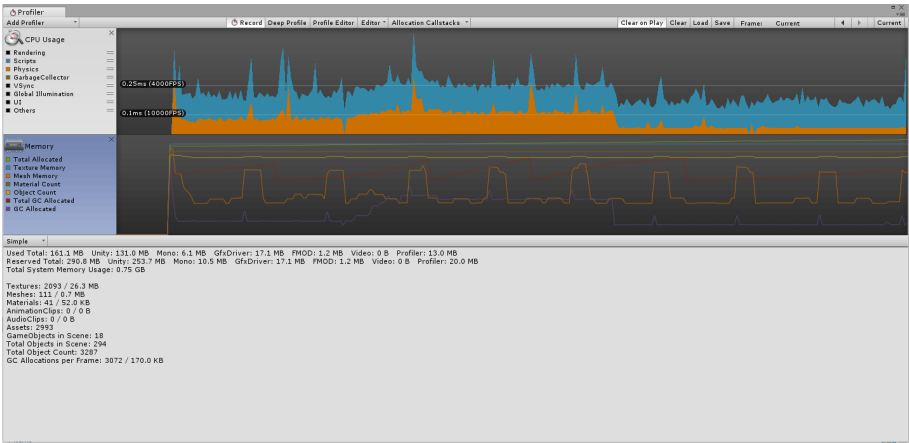 Profiler
Add Profiler Record Deep Profile Profile Editor Editor Allocation Callstacks Clear on Play Clear Load Save Frame: Current Current
CPU Usage
Rendering
Scripts
Physics
GarbageCollector
VSync
Global Illumination
UI
Others
0.25ms (4000FPS)
0.1ms (10000FPS)
Memory
Total Allocated
Texture Memory
Mesh Memory
Material Count
Object Count
Total GC Allocated
GC Allocated
Simple
Used Total: 161.1 MB Unity: 131.0 MB Mono: 6.1 MB GfxDriver: 17.1 MB FMOD: 1.2 MB Video: 0 B Profiler: 13.0 MB
Reserved Total: 290.8 MB Unity: 253.7 MB Mono: 10.5 MB GfxDriver: 17.1 MB FMOD: 1.2 MB Video: 0 B Profiler: 20.0 MB
Total System Memory Usage: 0.75 GB
Textures: 2093 / 26.3 MB
Meshes: 111 / 0.7 MB
Materials: 41 / 52.0 KB
AnimationClips: 0 / 0 B
AudioClips: 0 / 0 B
Assets: 2993
GameObjects in Scene: 18
Total Objects in Scene: 294
Total Object Count: 3287
GC Allocations per Frame: 3072 / 170.0 KB